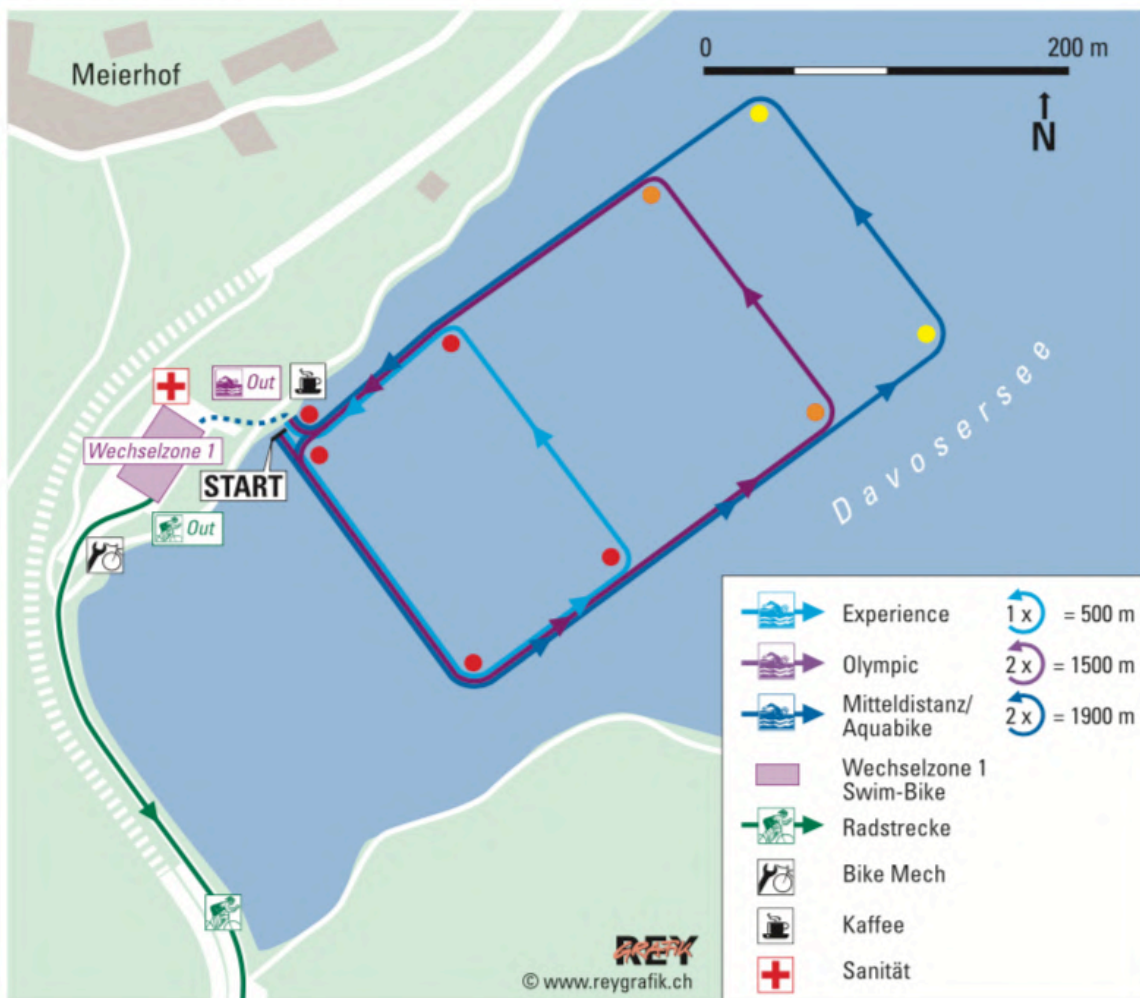 0 200 m
Meierhof
N
Out
Wechselzone 1
START
Out
Davosersee
Experience 1 x = 500 m
Olympic 2 x = 1500 m
Mitteldistanz/
Aquabike 2 x = 1900 m
Wechselzone 1
Swim-Bike
Radstrecke
Bike Mech
Kaffee
Sanität
REY
GRAFIK
© www.reygrafik.ch